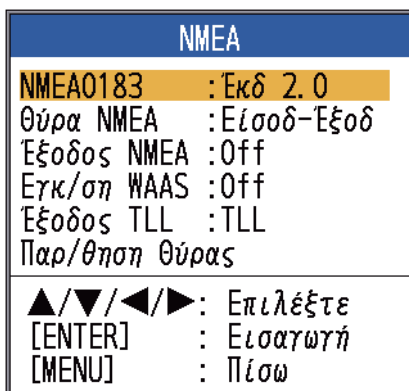 NMEA
NMEA0183 :Έκδ 2.0
Θύρα NMEA :Είσοδ-Έξοδ
Έξοδος NMEA :Off
Εγκ/ση WAAS :Off
Έξοδος TLL :TLL
Παρ/θηση Θύρας
▲/▼/◀/▶: Επιλέξτε
[ENTER] : Εισαγωγή
[MENU] : Πίσω